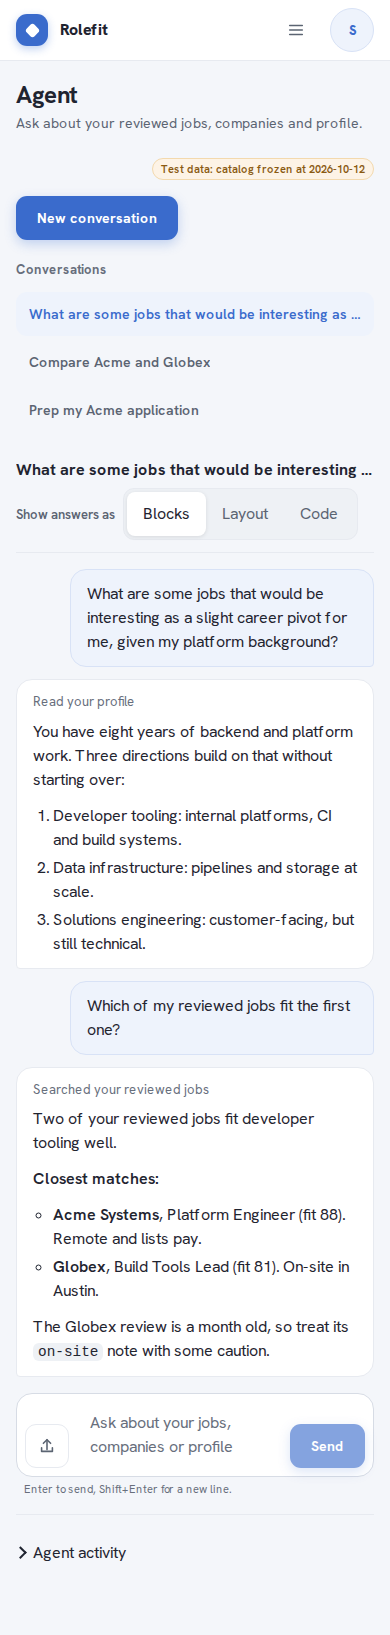 Rolefit
S
Agent
Ask about your reviewed jobs, companies and profile.
Test data: catalog frozen at 2026-10-12
New conversation
Conversations
What are some jobs that would be interesting as ...
Compare Acme and Globex
Prep my Acme application
What are some jobs that would be interesting ...
Show answers as
Blocks
Layout
Code
What are some jobs that would be
interesting as a slight career pivot for
me, given my platform background?
Read your profile
You have eight years of backend and platform
work. Three directions build on that without
starting over:
1. Developer tooling: internal platforms, CI
and build systems.
2. Data infrastructure: pipelines and storage at
scale.
3. Solutions engineering: customer-facing, but
still technical.
Which of my reviewed jobs fit the first
one?
Searched your reviewed jobs
Two of your reviewed jobs fit developer
tooling well.
Closest matches:
Acme Systems, Platform Engineer (fit 88).
Remote and lists pay.
Globex, Build Tools Lead (fit 81). On-site in
Austin.
The Globex review is a month old, so treat its
on-site note with some caution.
Ask about your jobs,
companies or profile
Send
Enter to send, Shift+Enter for a new line.
Agent activity